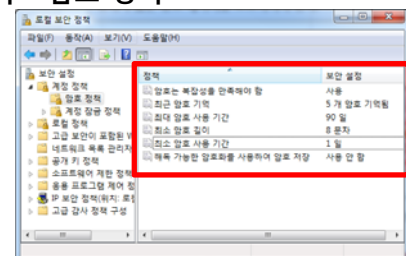 로컬 보안 정책
파일(F) 동작(A) 보기(V) 도움말(H)
보안 설정
계정 정책
암호 정책
계정 잠금 정책
로컬 정책
고급 보안이 포함된
네트워크 목록 관리자
공개 키 정책
소프트웨어 제한 정책
응용 프로그램 제어 정
IP 보안 정책(위치: 로컬
고급 감사 정책 구성
정책 보안 설정
암호는 복잡성을 만족해야 함 사용
최근 암호 기억 5 개 암호 기억됨
최대 암호 사용 기간 90 일
최소 암호 길이 8 문자
최소 암호 사용 기간 1 일
해독 가능한 암호화를 사용하여 암호 저장 사용 안 함